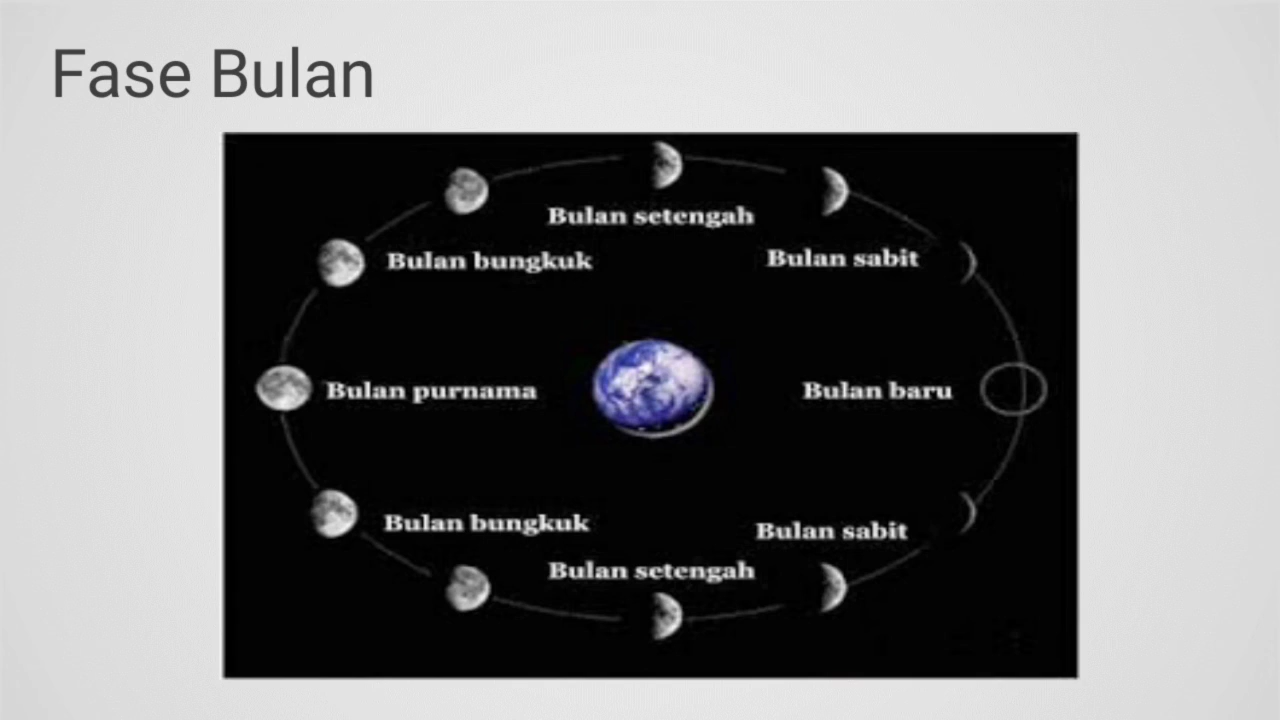 Fase Bulan
Bulan setengah
Bulan bungkuk
Bulan sabit
Bulan purnama
Bulan baru
Bulan bungkuk
Bulan sabit
Bulan setengah